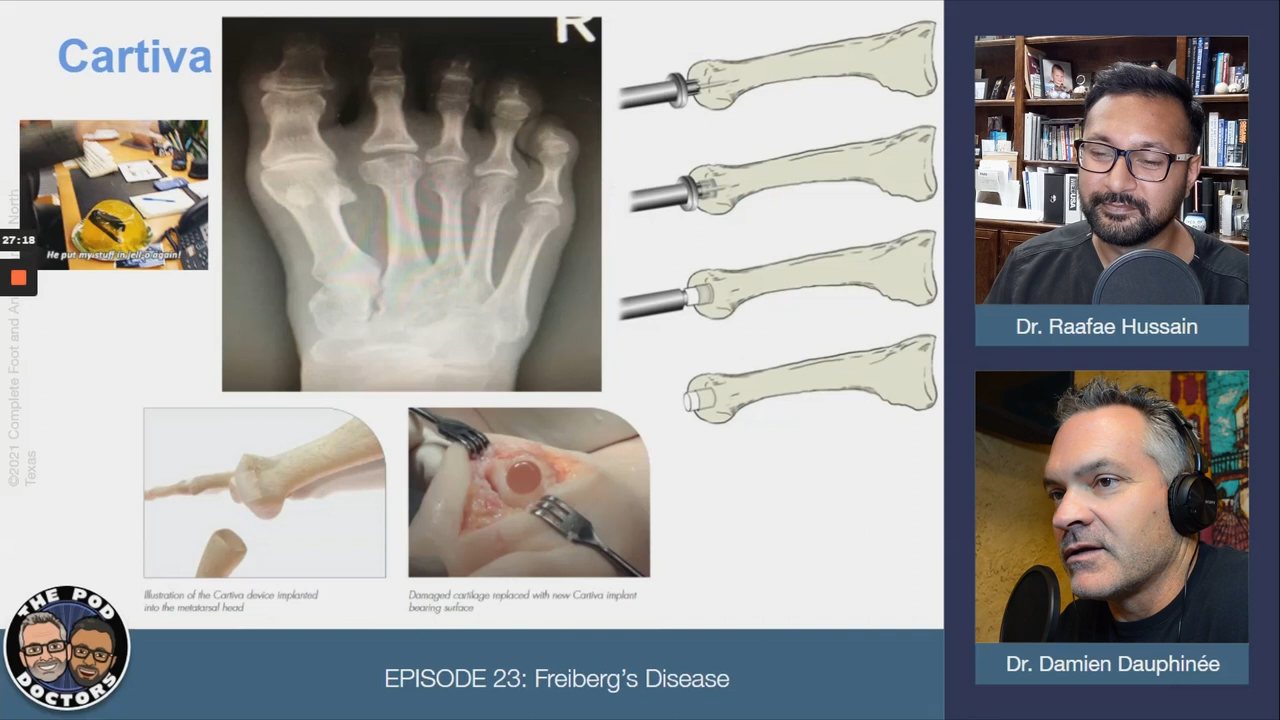 Cartiva
R
He put my stuff in jell-o again!
27:18
©2021 Complete Foot and An
North
Texas
Illustration of the Cartiva device implanted
into the metatarsal head
Damaged cartilage replaced with new Cartiva implant
bearing surface
THE POD
DOCTORS
EPISODE 23: Freiberg's Disease
Dr. Raafae Hussain
Dr. Damien Dauphinée